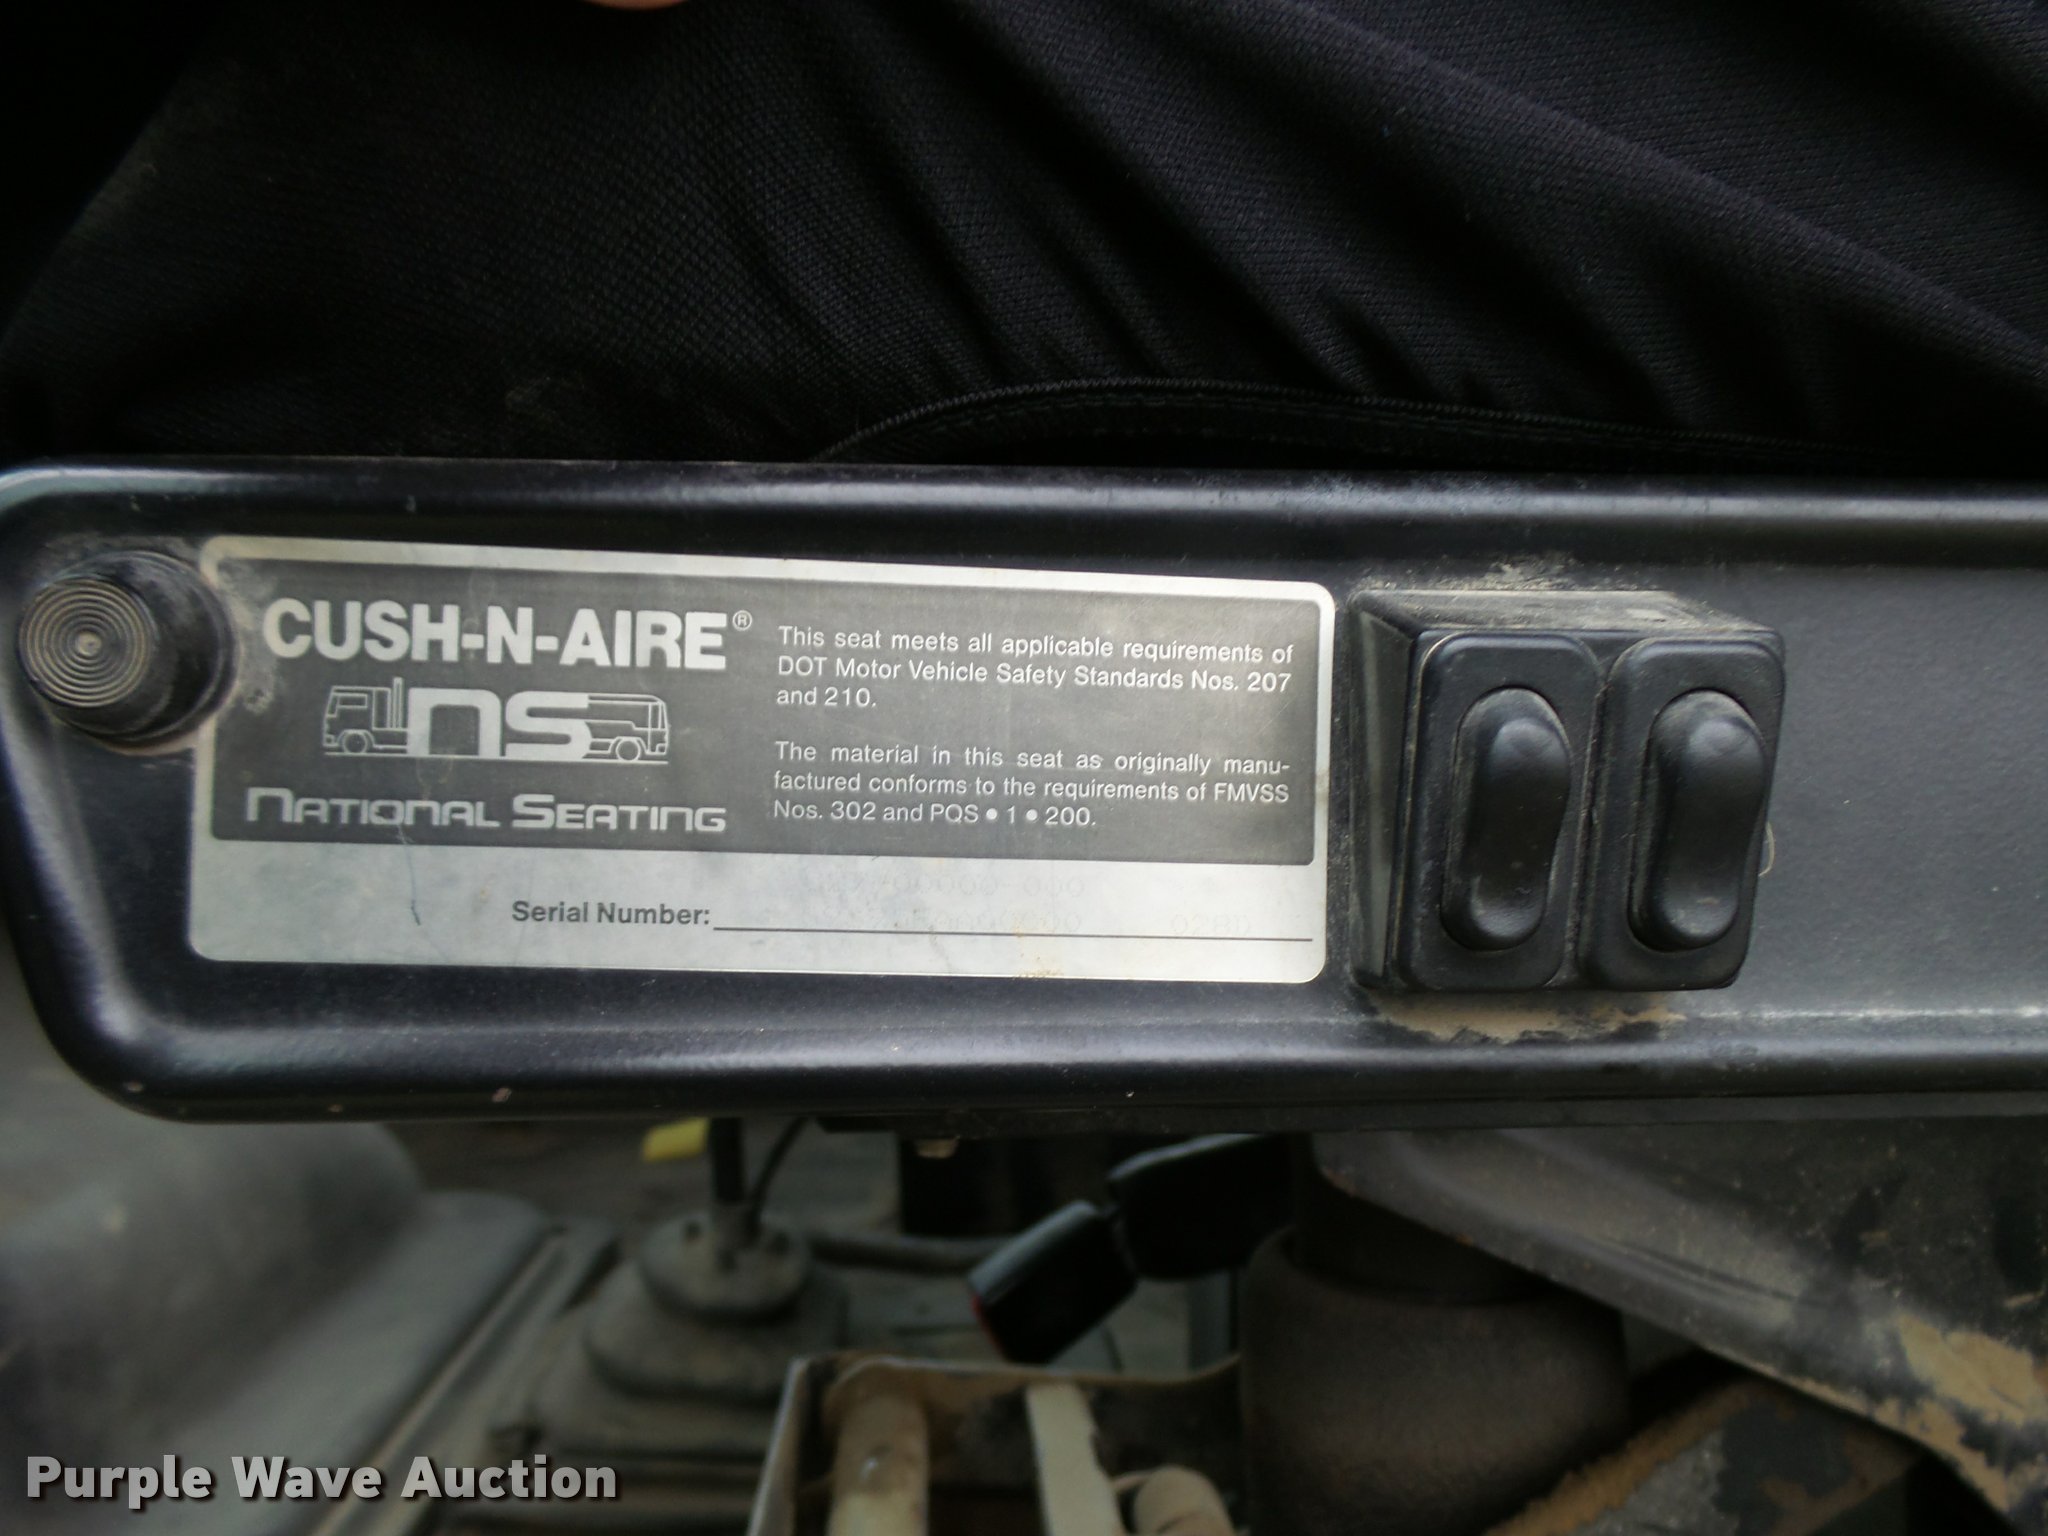 CUSH-N-AIRE®
ns
NATIONAL SEATING
This seat meets all applicable requirements of
DOT Motor Vehicle Safety Standards Nos. 207
and 210.
The material in this seat as originally manu-
factured conforms to the requirements of FMVSS
Nos. 302 and PQS • 1 • 200.
Serial Number:
Purple Wave Auction